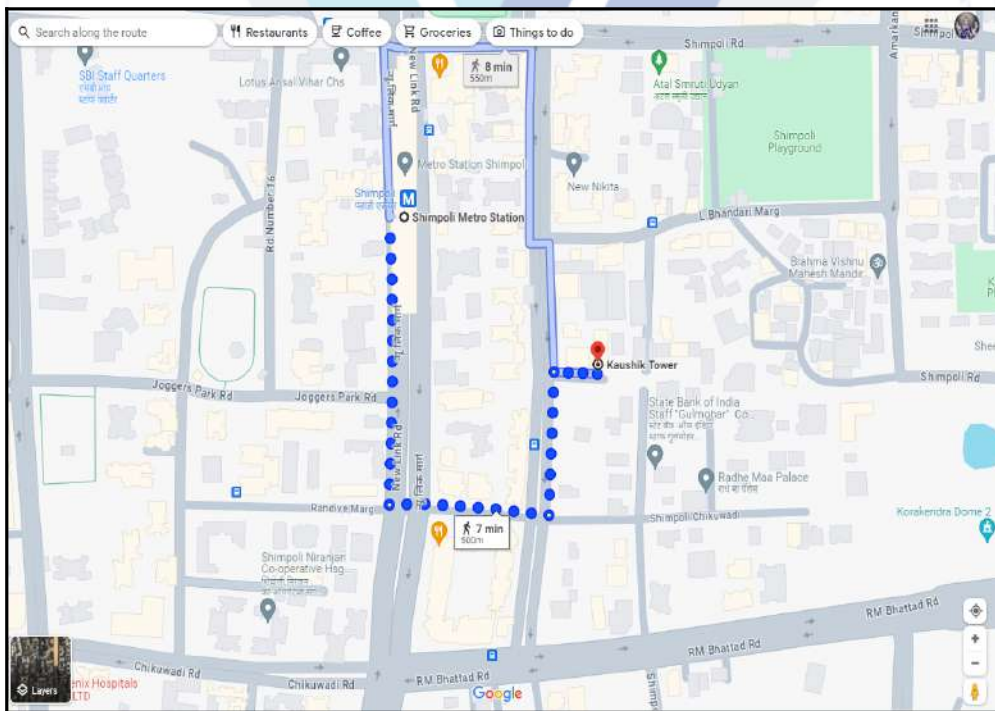 Search along the route
Restaurants
Coffee
Groceries
Things to do
Shimpoli Rd
SBI Staff Quarters
Lotus Ansal Vihar Chs
New Link Rd
8 min
550m
Atal Smruti Udyan
Shimpoli
Playground
Metro Station Shimpoli
New Nikita
Rd Number 16
M
Shimpoli Metro Station
L Bhandari Marg
Brahma Vishnu
Mahesh Mandir
Kaushik Tower
Joggers Park Rd
Joggers Park Rd
Shimpoli Rd
State Bank of India
Staff "Gulmohar" Co...
New Link Rd
Radhe Maa Palace
Randive Marg
7 min
500m
Shimpoli Chikuwadi
Korakendra Dome 2
Shimpoli Niranjan
Co-operative Hsg
RM Bhattad Rd
RM Bhattad Rd
Chikuwadi Rd
Chikuwadi Rd
RM Bhattad Rd
enix Hospitals
LTD
Layers
Google